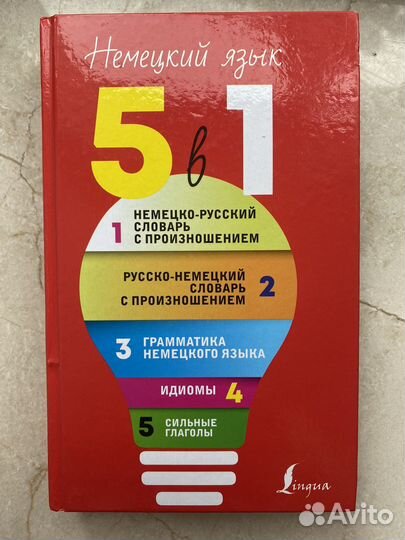 Немецкий язык
5 в 1
1 НЕМЕЦКО-РУССКИЙ
СЛОВАРЬ
С ПРОИЗНОШЕНИЕМ
РУССКО-НЕМЕЦКИЙ
СЛОВАРЬ 2
С ПРОИЗНОШЕНИЕМ
3 ГРАММАТИКА
НЕМЕЦКОГО ЯЗЫКА
ИДИОМЫ 4
5 СИЛЬНЫЕ
ГЛАГОЛЫ
Lingua
Avito